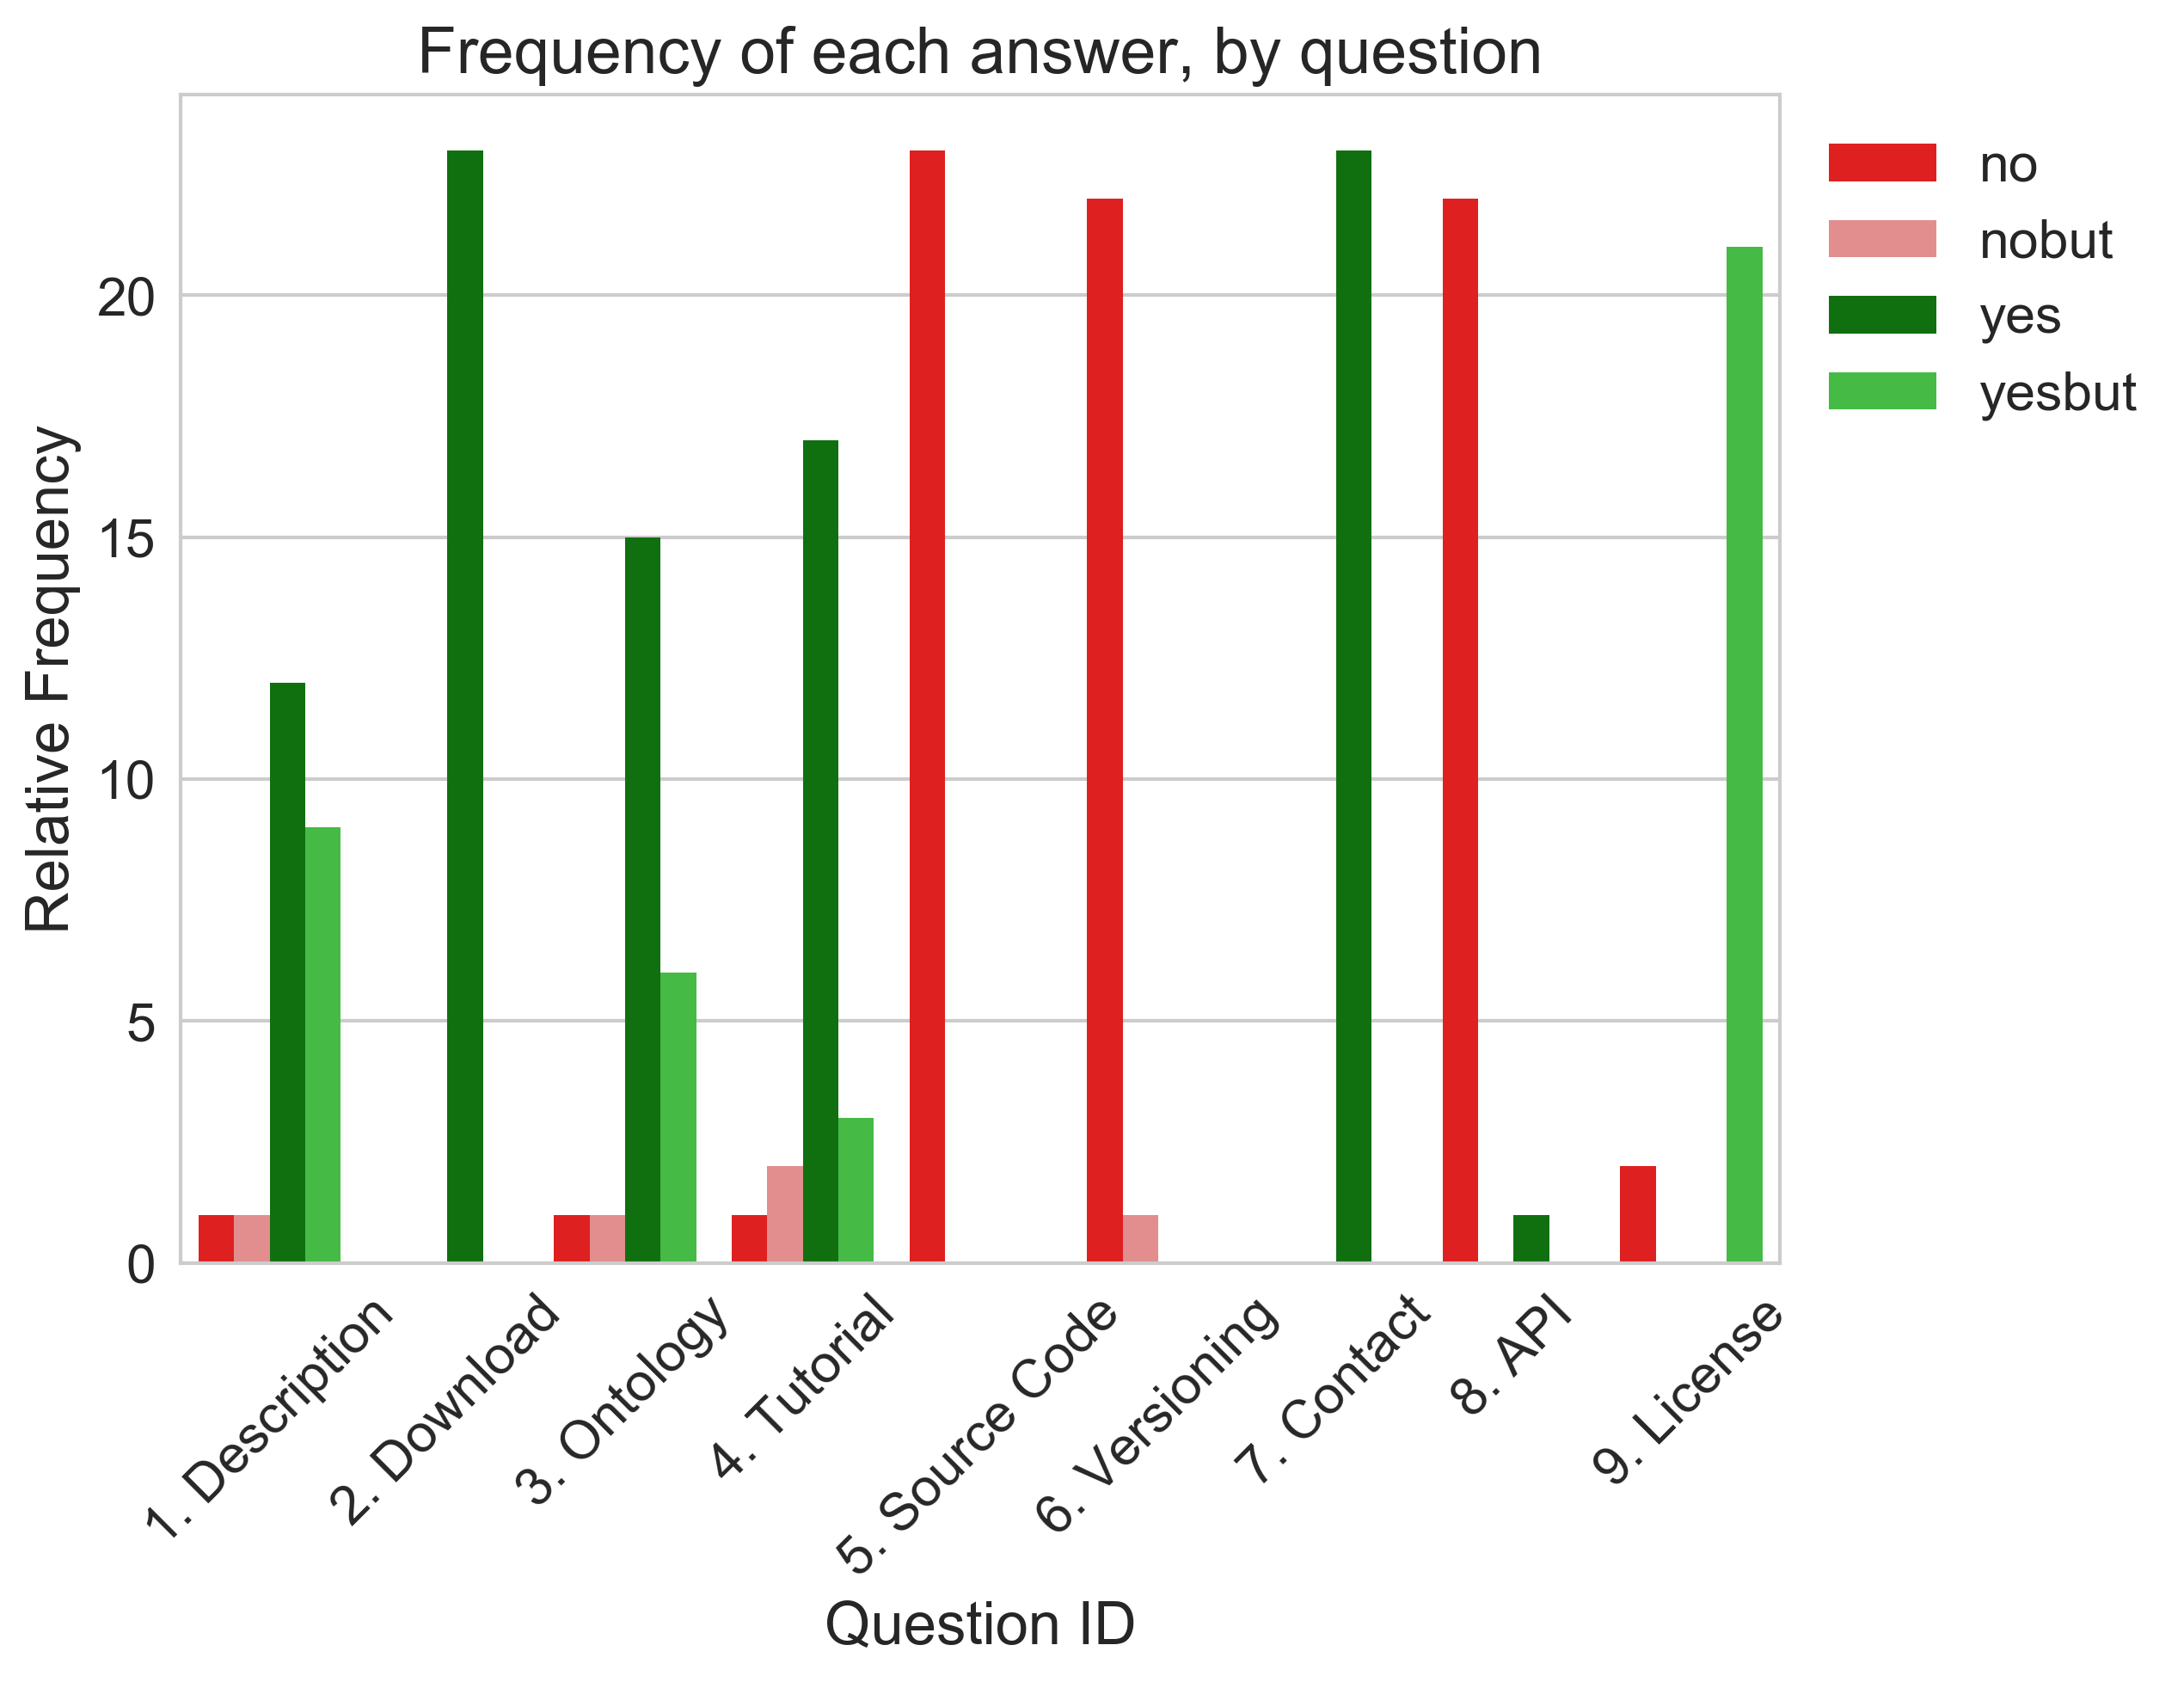 Frequency of each answer, by question
no
nobut
yes
yesbut
Relative Frequency
20
15
10
5
0
1. Description
2. Download
3. Ontology
4. Tutorial
5. Source Code
6. Versioning
7. Contact
8. API
9. License
Question ID